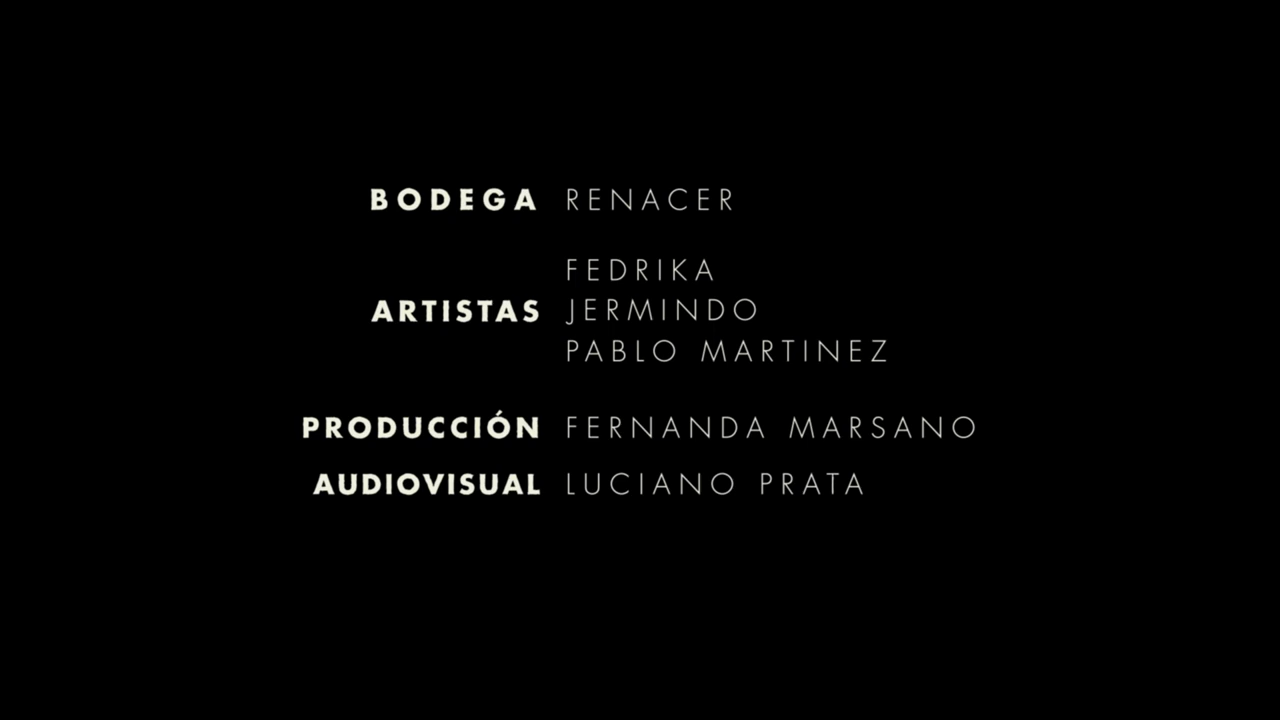 BODEGA RENACER
FEDRIKA
ARTISTAS JERMINDO
PABLO MARTINEZ
PRODUCCIÓN FERNANDA MARSANO
AUDIOVISUAL LUCIANO PRATA